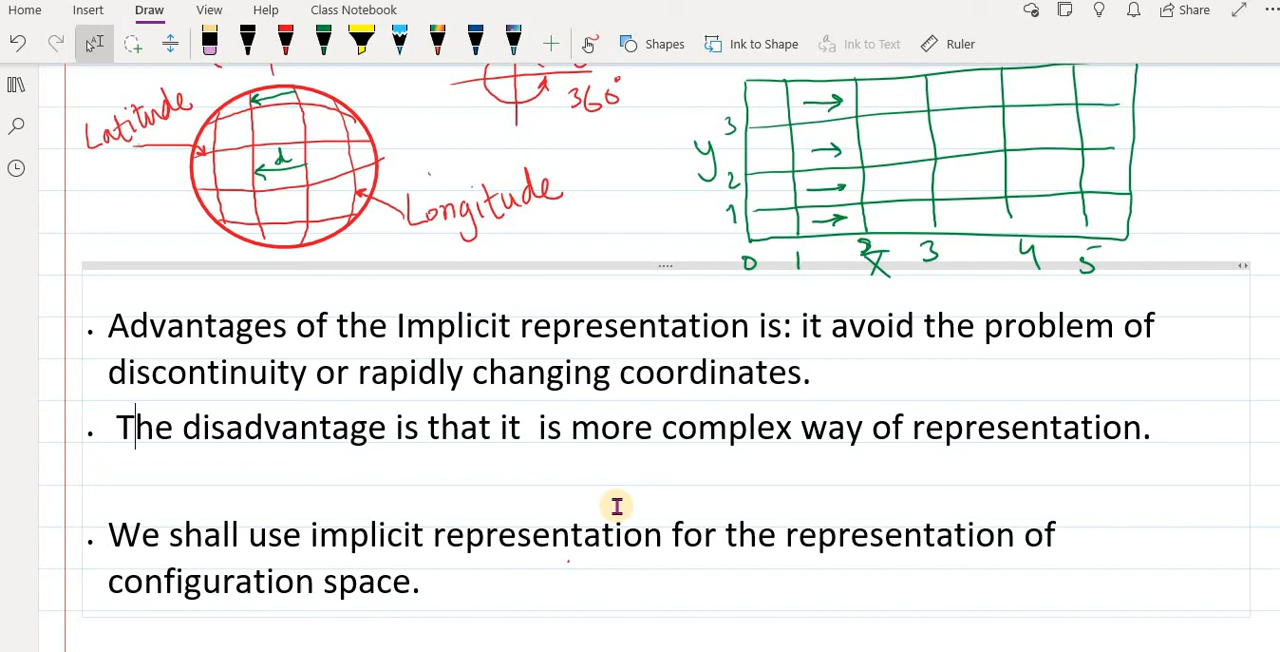 Home Insert Draw View Help Class Notebook Share
Shapes Ink to Shape Ink to Text Ruler
Latitude
360°
d
Longitude
y
3
2
1
0 1 2 3 4 5
X
• Advantages of the Implicit representation is: it avoid the problem of
discontinuity or rapidly changing coordinates.
• The disadvantage is that it is more complex way of representation.
• We shall use implicit representation for the representation of
configuration space.